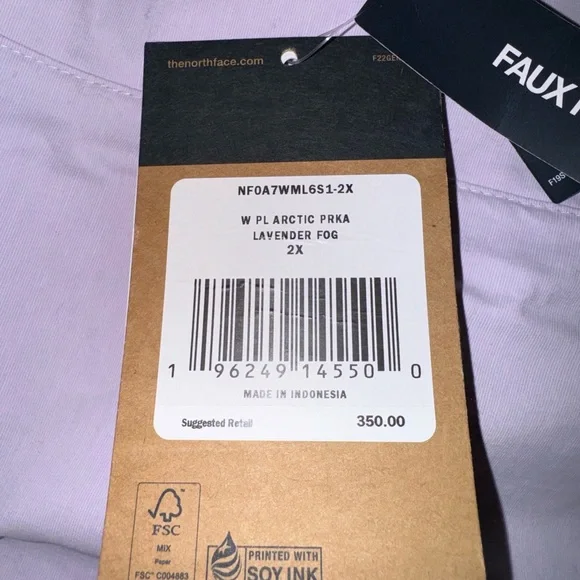 thenorthface.com
FAUX
NF0A7WML6S1-2X
W PL ARCTIC PRKA
LAVENDER FOG
2X
1 96249 14550 0
MADE IN INDONESIA
Suggested Retail 350.00
FSC
MIX
Paper
FSC® C004663
PRINTED WITH
SOY INK